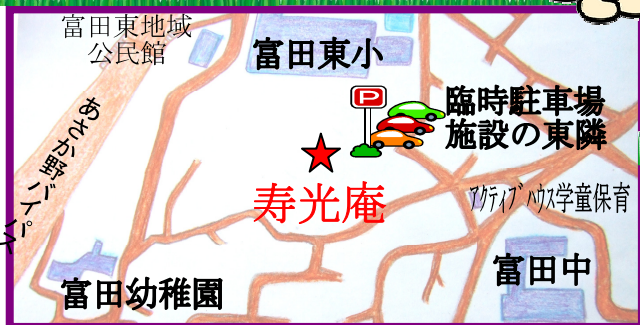 富田東地域
公民館
富田東小
P
臨時駐車場
施設の東隣
あさか野バイパス
寿光庵
アクティブハウス学童保育
富田中
富田幼稚園